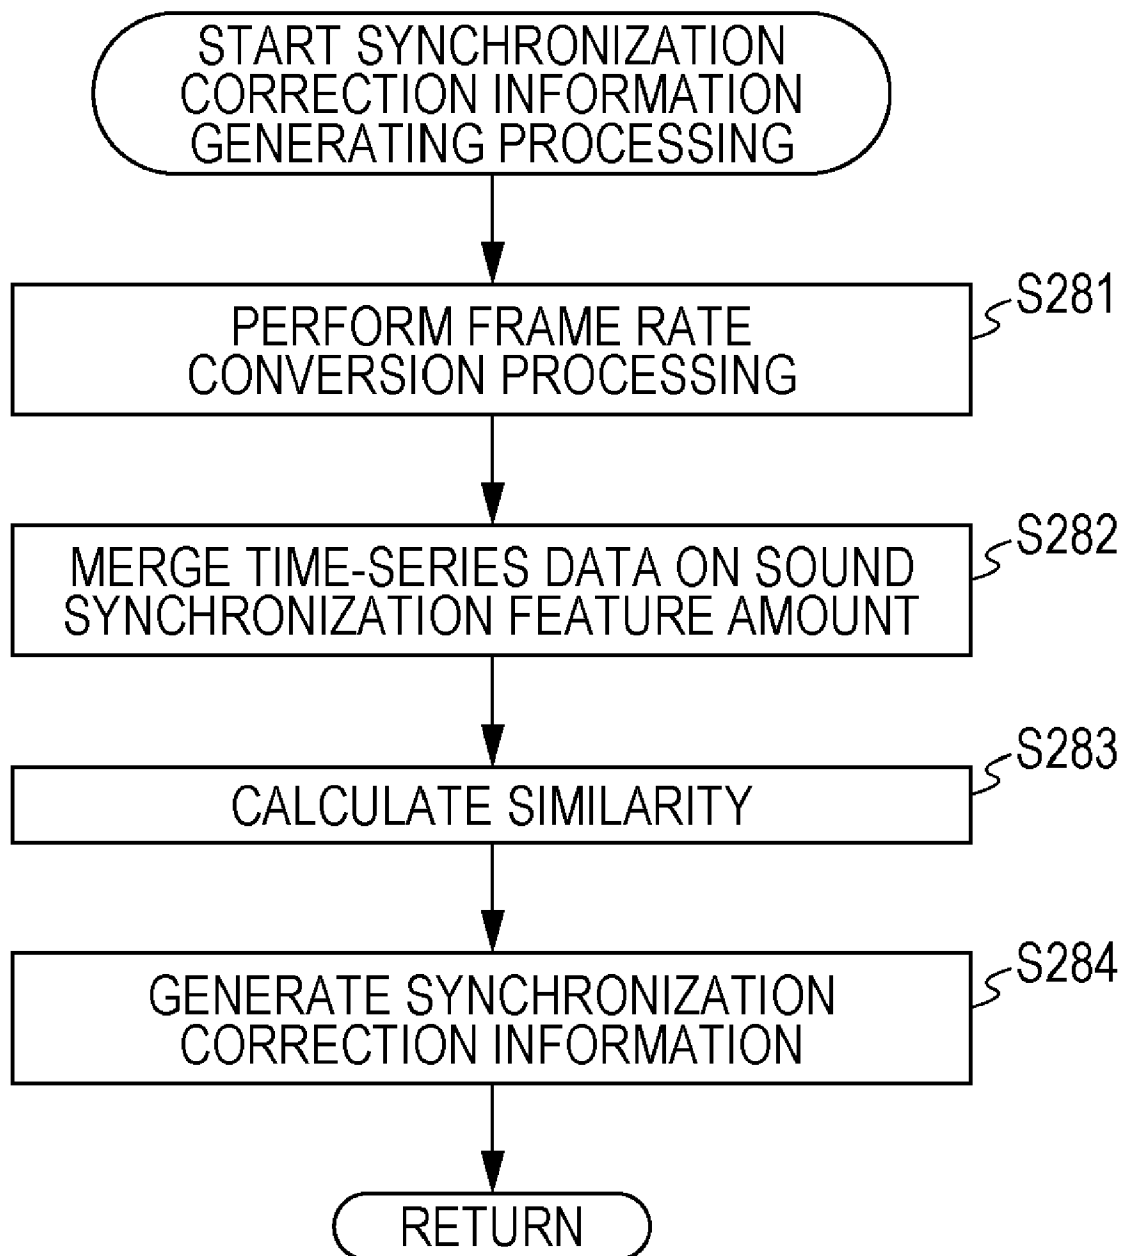 START SYNCHRONIZATION
CORRECTION INFORMATION
GENERATING PROCESSING
S281
PERFORM FRAME RATE
CONVERSION PROCESSING
S282
MERGE TIME-SERIES DATA ON SOUND
SYNCHRONIZATION FEATURE AMOUNT
S283
CALCULATE SIMILARITY
S284
GENERATE SYNCHRONIZATION
CORRECTION INFORMATION
RETURN